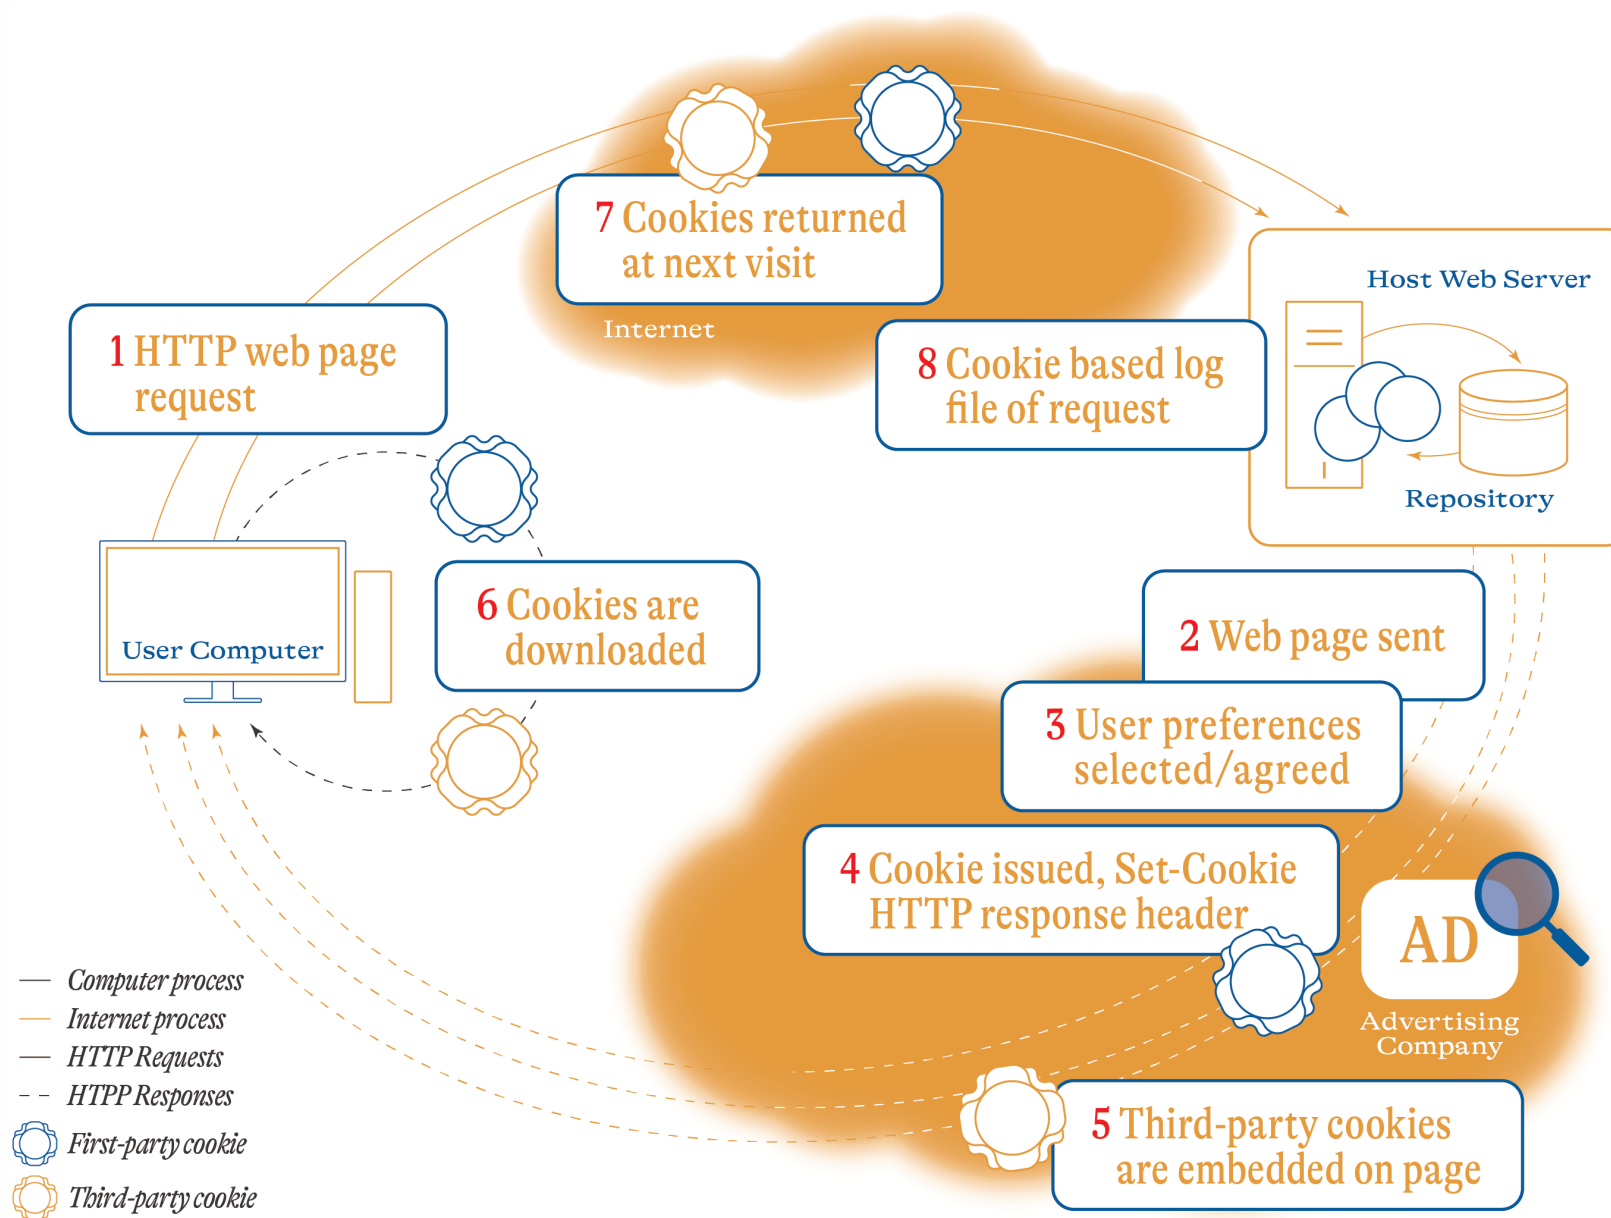 7 Cookies returned
at next visit
Internet
Host Web Server
1 HTTP web page
request
8 Cookie based log
file of request
Repository
6 Cookies are
downloaded
User Computer
2 Web page sent
3 User preferences
selected/agreed
4 Cookie issued, Set-Cookie
HTTP response header
AD
Advertising
Company
5 Third-party cookies
are embedded on page
Computer process
Internet process
HTTP Requests
HTPP Responses
First-party cookie
Third-party cookie